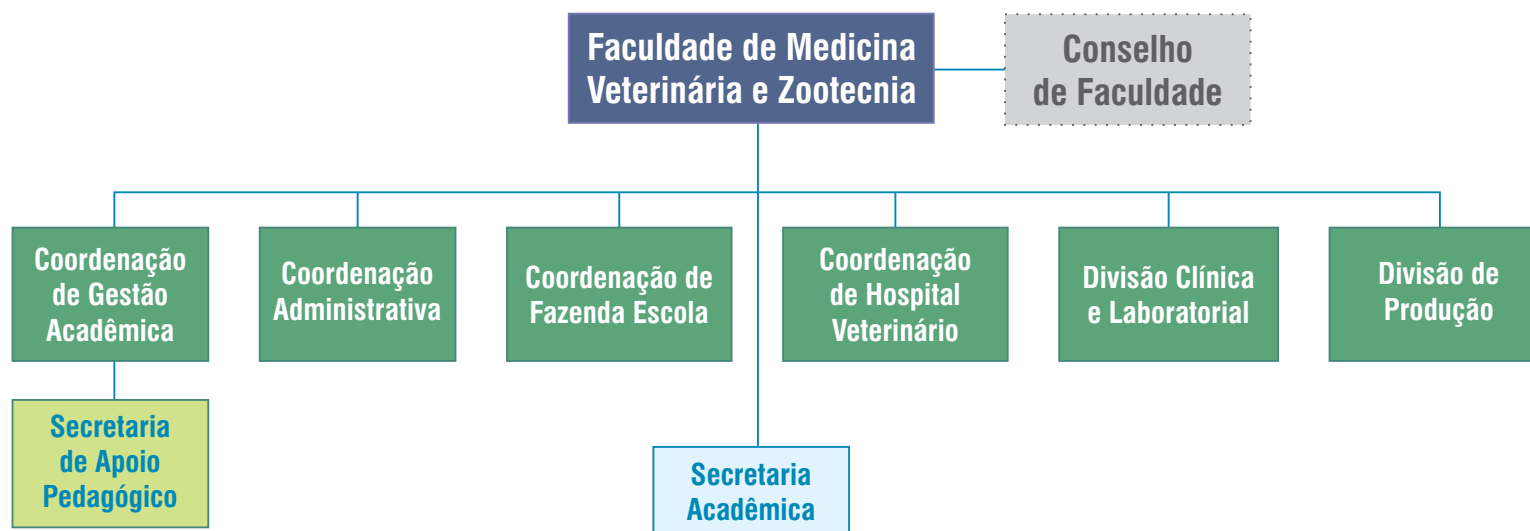 Faculdade de Medicina
Veterinária e Zootecnia
Conselho
de Faculdade
Coordenação
de Gestão
Acadêmica
Coordenação
Administrativa
Coordenação de
Fazenda Escola
Coordenação
de Hospital
Veterinário
Divisão Clínica
e Laboratorial
Divisão de
Produção
Secretaria
de Apoio
Pedagógico
Secretaria
Acadêmica